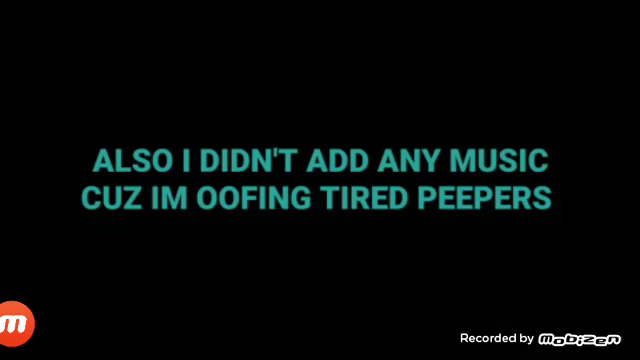 ALSO I DIDN'T ADD ANY MUSIC
CUZ IM OOFING TIRED PEEPERS
m
Recorded by Mobizen